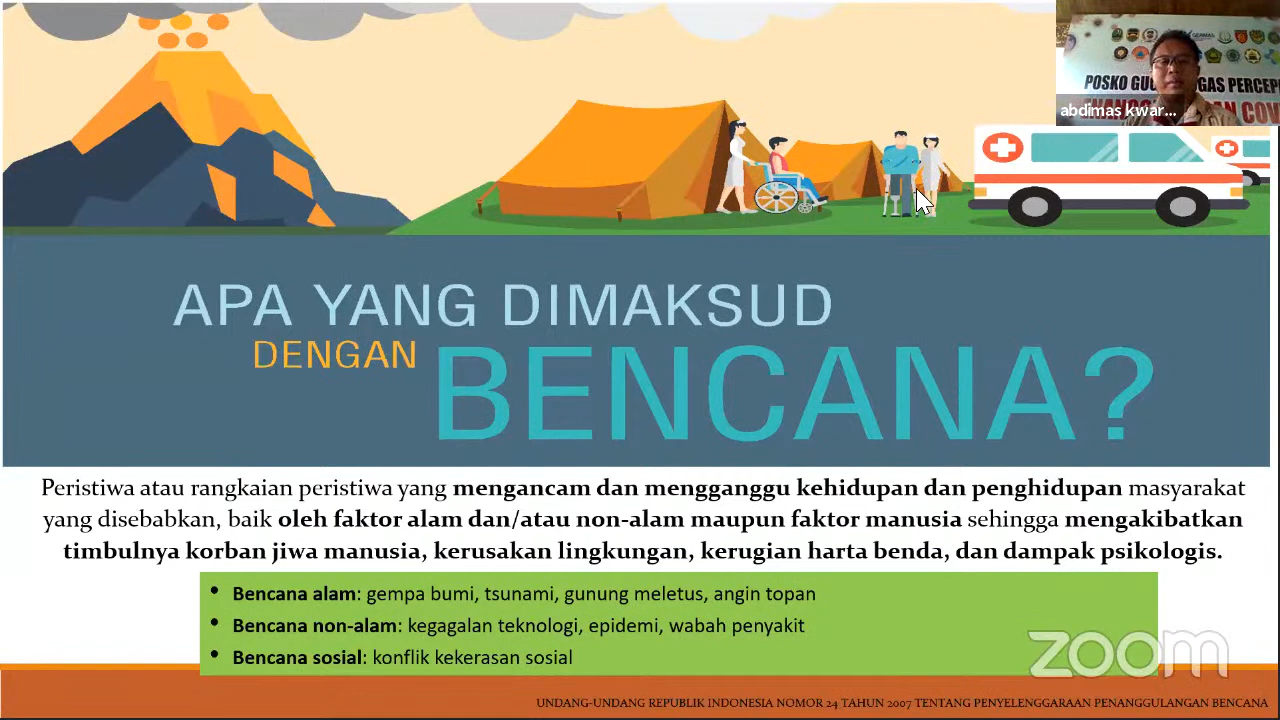 POSKO GUGUS TUGAS PERCEP
abdimas kwar...
APA YANG DIMAKSUD
DENGAN BENCANA?
Peristiwa atau rangkaian peristiwa yang mengancam dan mengganggu kehidupan dan penghidupan masyarakat
yang disebabkan, baik oleh faktor alam dan/atau non-alam maupun faktor manusia sehingga mengakibatkan
timbulnya korban jiwa manusia, kerusakan lingkungan, kerugian harta benda, dan dampak psikologis.
• Bencana alam: gempa bumi, tsunami, gunung meletus, angin topan
• Bencana non-alam: kegagalan teknologi, epidemi, wabah penyakit
• Bencana sosial: konflik kekerasan sosial
zoom
UNDANG-UNDANG REPUBLIK INDONESIA NOMOR 24 TAHUN 2007 TENTANG PENYELENGGARAAN PENANGGULANGAN BENCANA